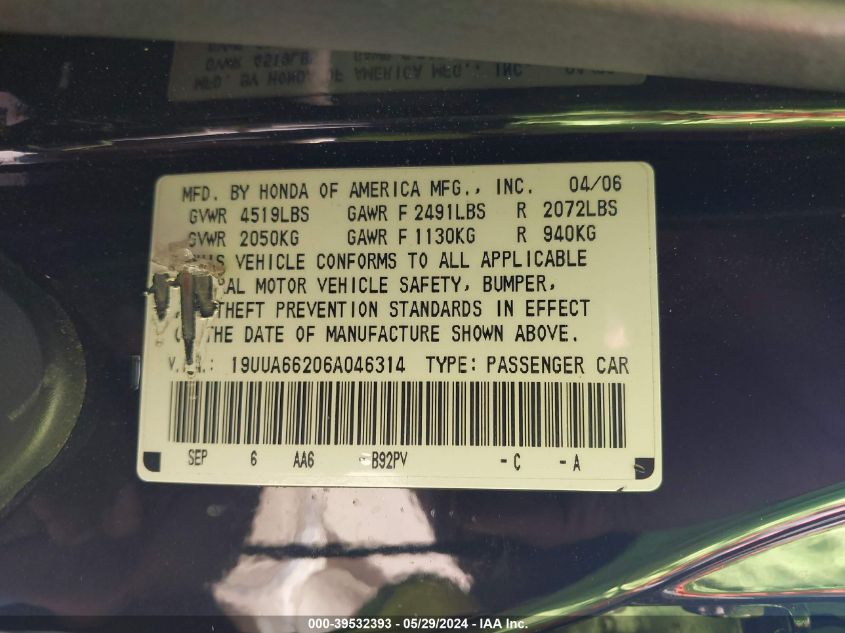 MFD. BY HONDA OF AMERICA MFG., INC. 04/06
GVWR 4519LBS GAWR F 2491LBS R 2072LBS
GVWR 2050KG GAWR F 1130KG R 940KG
VEHICLE CONFORMS TO ALL APPLICABLE
MOTOR VEHICLE SAFETY, BUMPER,
THEFT PREVENTION STANDARDS IN EFFECT
THE DATE OF MANUFACTURE SHOWN ABOVE.
19UUA66206A046314 TYPE: PASSENGER CAR
SEP 6 AA6 - B92PV - C - A
000-39532393 - 05/29/2024 - IAA Inc.